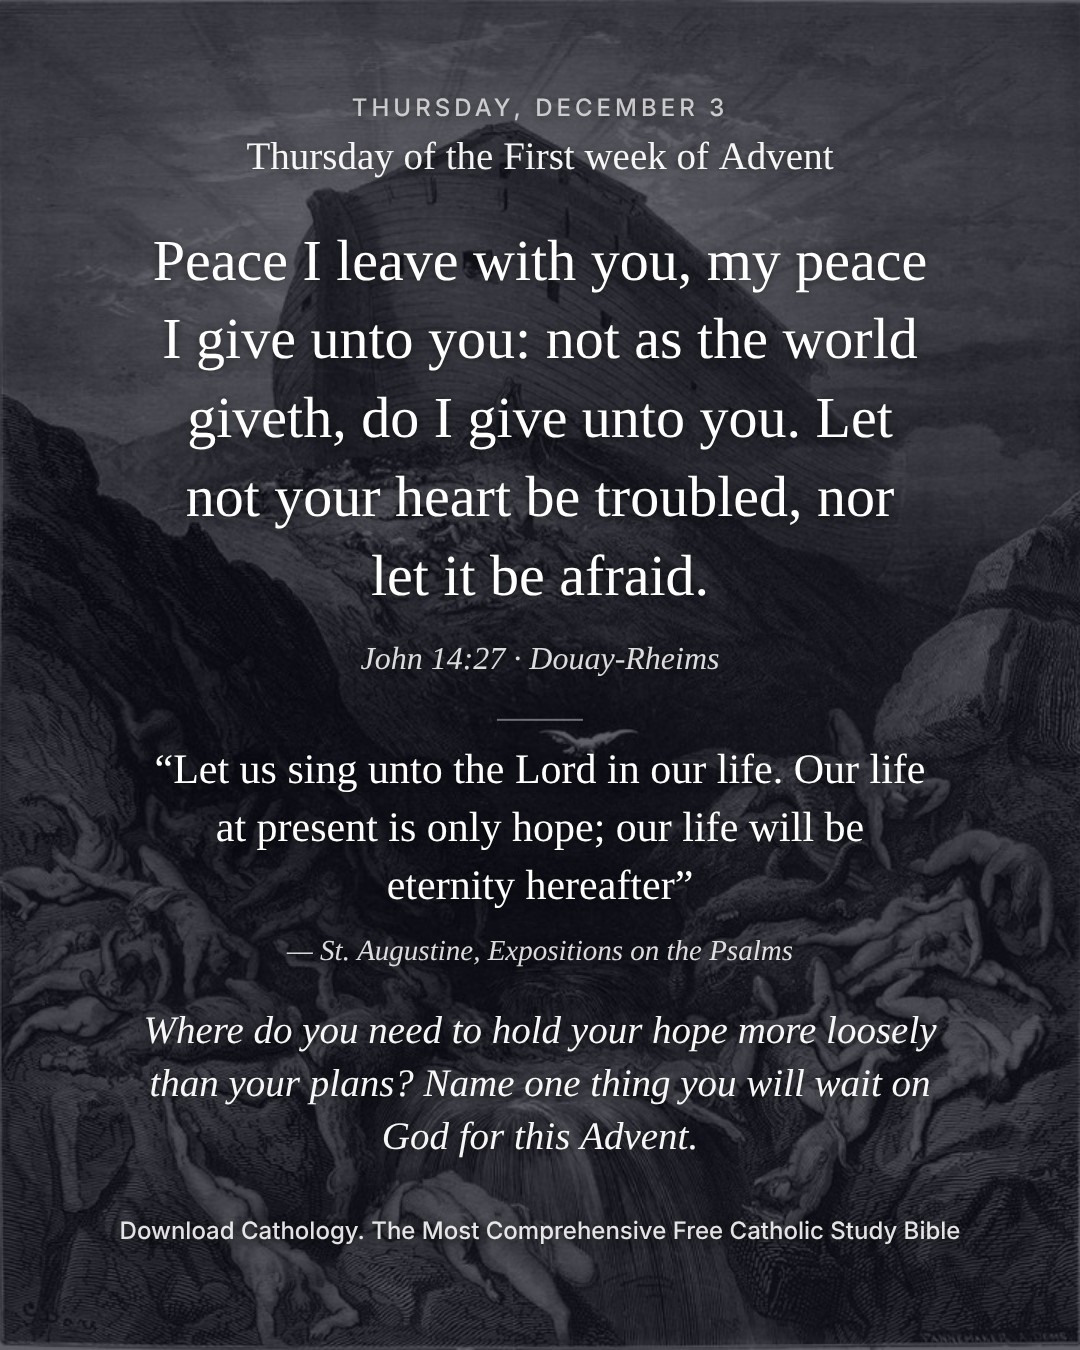 THURSDAY, DECEMBER 3
Thursday of the First week of Advent
Peace I leave with you, my peace
I give unto you: not as the world
giveth, do I give unto you. Let
not your heart be troubled, nor
let it be afraid.
John 14:27 · Douay-Rheims
“Let us sing unto the Lord in our life. Our life
at present is only hope; our life will be
eternity hereafter”
— St. Augustine, Expositions on the Psalms
Where do you need to hold your hope more loosely
than your plans? Name one thing you will wait on
God for this Advent.
Download Cathology. The Most Comprehensive Free Catholic Study Bible